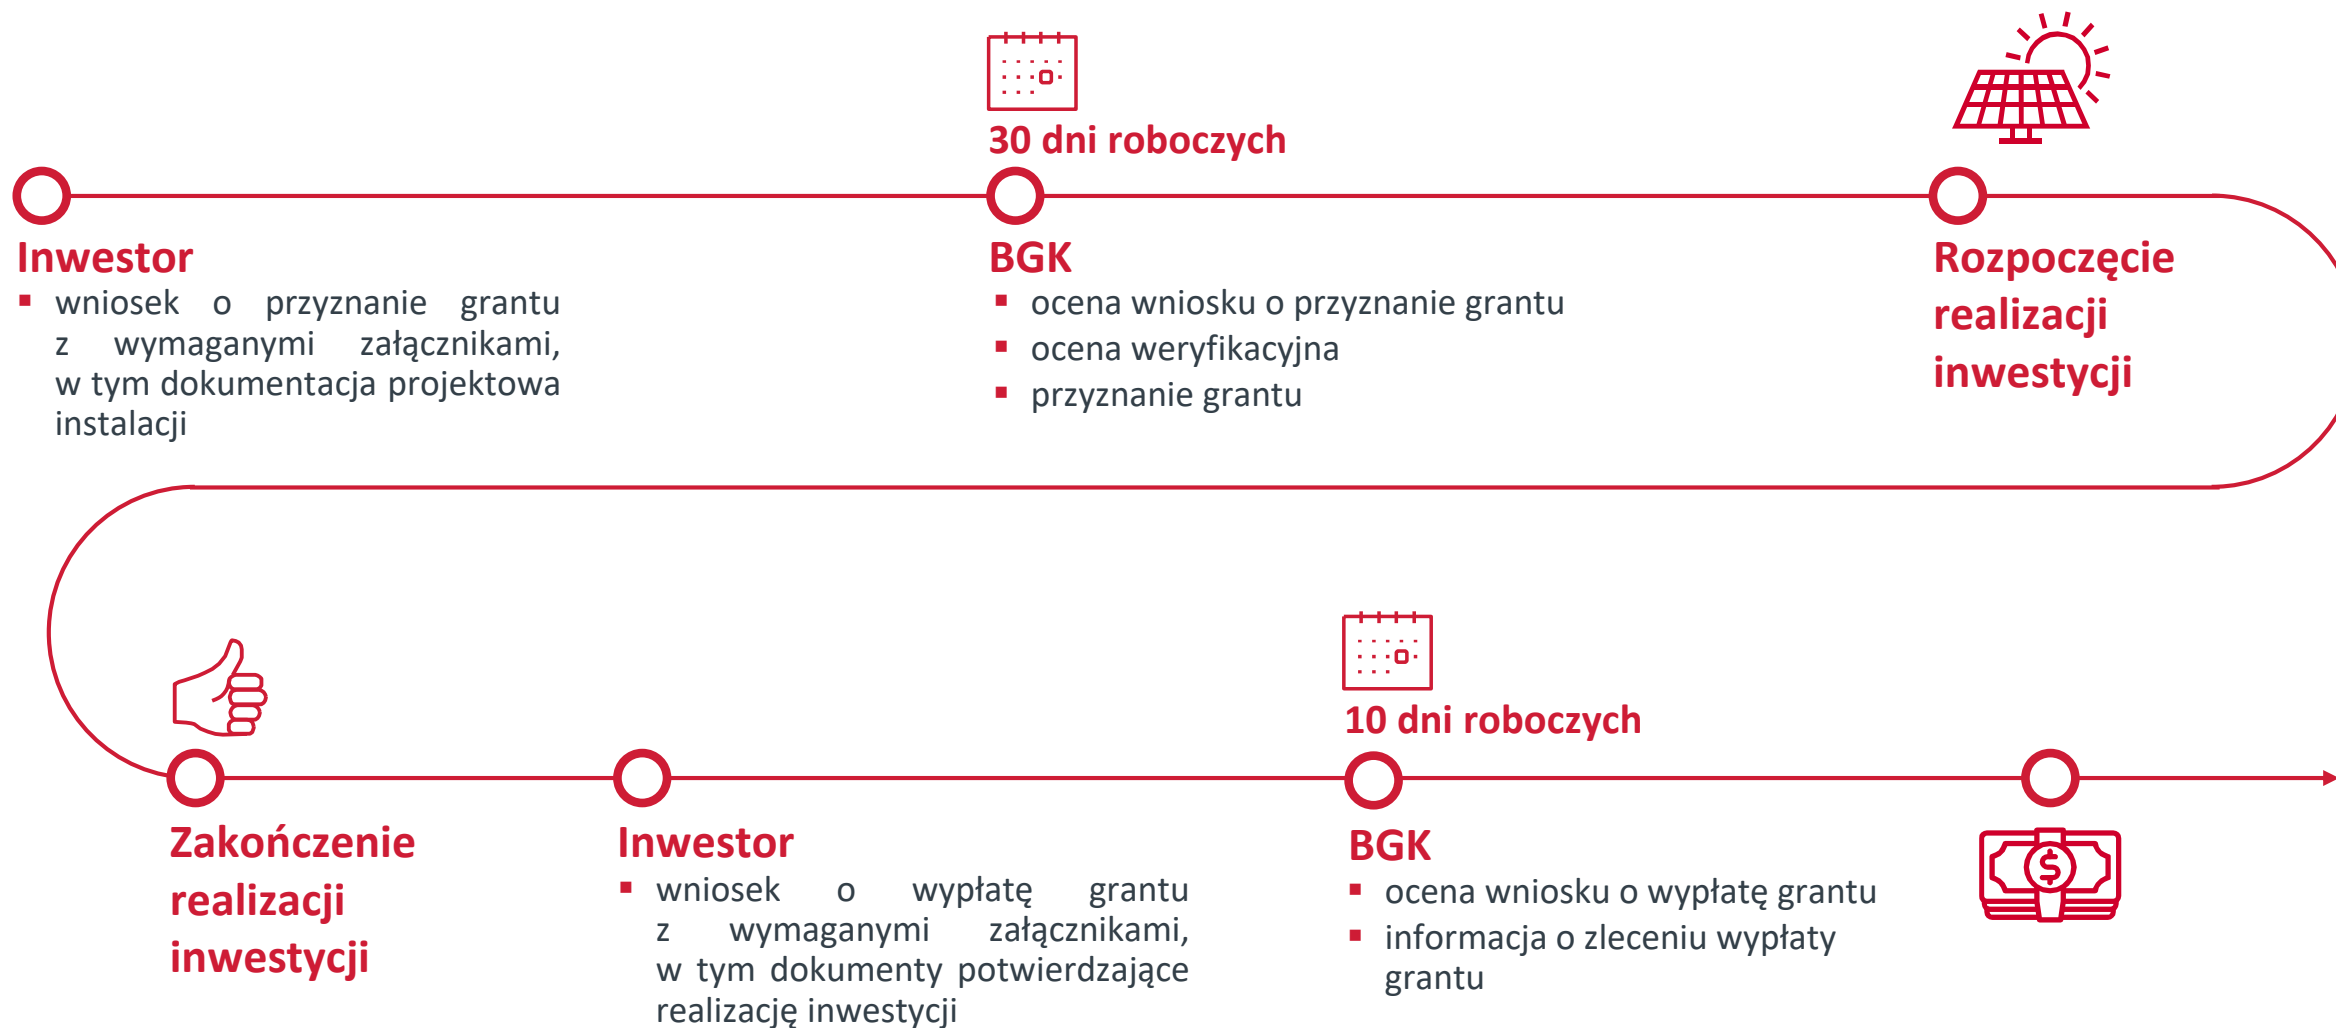 30 dni roboczych
Inwestor
▪ wniosek o przyznanie grantu
z wymaganymi załącznikami,
w tym dokumentacja projektowa
instalacji
BGK
▪ ocena wniosku o przyznanie grantu
▪ ocena weryfikacyjna
▪ przyznanie grantu
Rozpoczęcie
realizacji
inwestycji
10 dni roboczych
Zakończenie
realizacji
inwestycji
Inwestor
▪ wniosek o wypłatę grantu
z wymaganymi załącznikami,
w tym dokumenty potwierdzające
realizację inwestycji
BGK
▪ ocena wniosku o wypłatę grantu
▪ informacja o zleceniu wypłaty
grantu
$